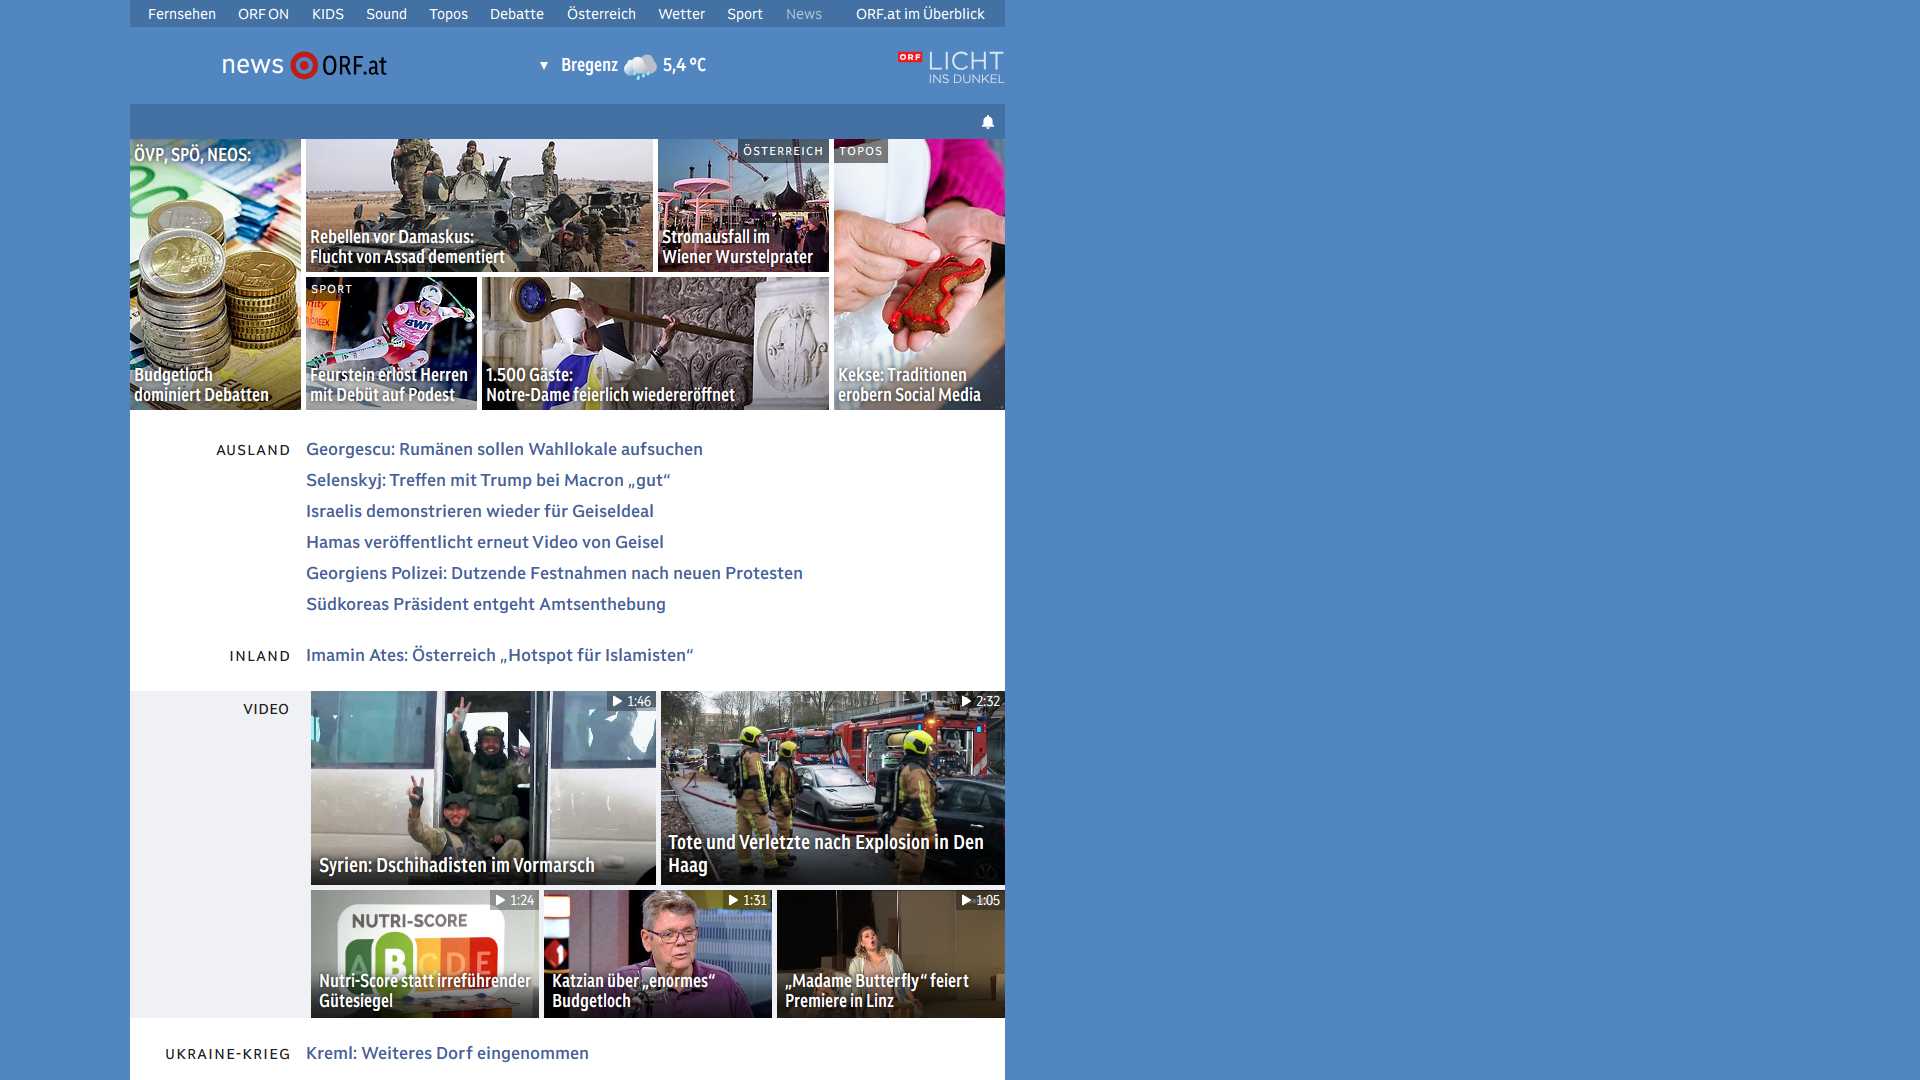 Fernsehen ORF ON KIDS Sound Topos Debatte Österreich Wetter Sport News ORF.at im Überblick
news ORF.at
Bregenz 5,4 °C
ORF LICHT
INS DUNKEL
ÖVP, SPÖ, NEOS:
Budgetloch
dominiert Debatten
Rebellen vor Damaskus:
Flucht von Assad dementiert
ÖSTERREICH
Stromausfall im
Wiener Wurstelprater
TOPOS
Kekse: Traditionen
erobern Social Media
SPORT
Feurstein erlöst Herren
mit Debüt auf Podest
1.500 Gäste:
Notre-Dame feierlich wiedereröffnet
AUSLAND
Georgescu: Rumänen sollen Wahllokale aufsuchen
Selenskyj: Treffen mit Trump bei Macron „gut“
Israelis demonstrieren wieder für Geiseldeal
Hamas veröffentlicht erneut Video von Geisel
Georgiens Polizei: Dutzende Festnahmen nach neuen Protesten
Südkoreas Präsident entgeht Amtsenthebung
INLAND
Imamin Ates: Österreich „Hotspot für Islamisten“
VIDEO
1:46
Syrien: Dschihadisten im Vormarsch
2:32
Tote und Verletzte nach Explosion in Den
Haag
1:24
NUTRI-SCORE
A B C D E
Nutri-Score statt irreführender
Gütesiegel
1:31
Katzian über „enormes“
Budgetloch
1:05
„Madame Butterfly“ feiert
Premiere in Linz
UKRAINE-KRIEG
Kreml: Weiteres Dorf eingenommen